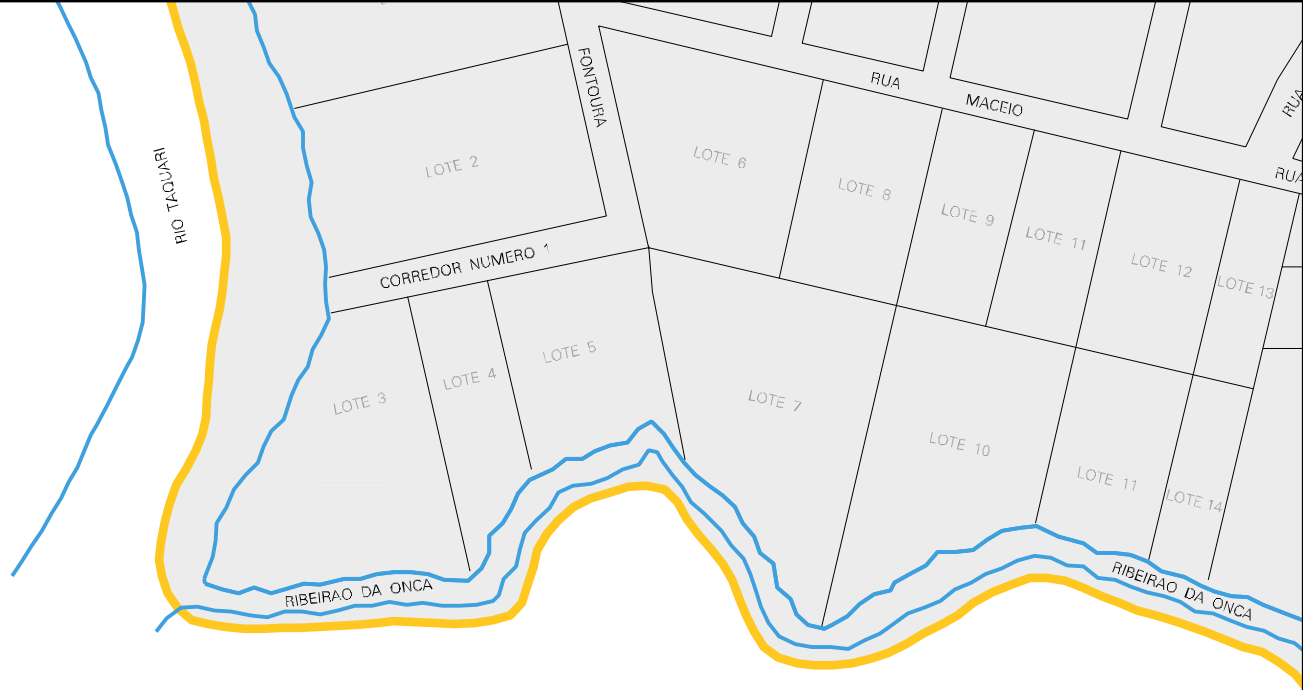 FONTOURA
RUA
MACEIO
RUA
RUA
RIO TAQUARI
LOTE 2
LOTE 6
LOTE 8
LOTE 9
LOTE 11
LOTE 12
LOTE 13
CORREDOR NUMERO 1
LOTE 3
LOTE 4
LOTE 5
LOTE 7
LOTE 10
LOTE 11
LOTE 14
RIBEIRAO DA ONCA
RIBEIRAO DA ONCA